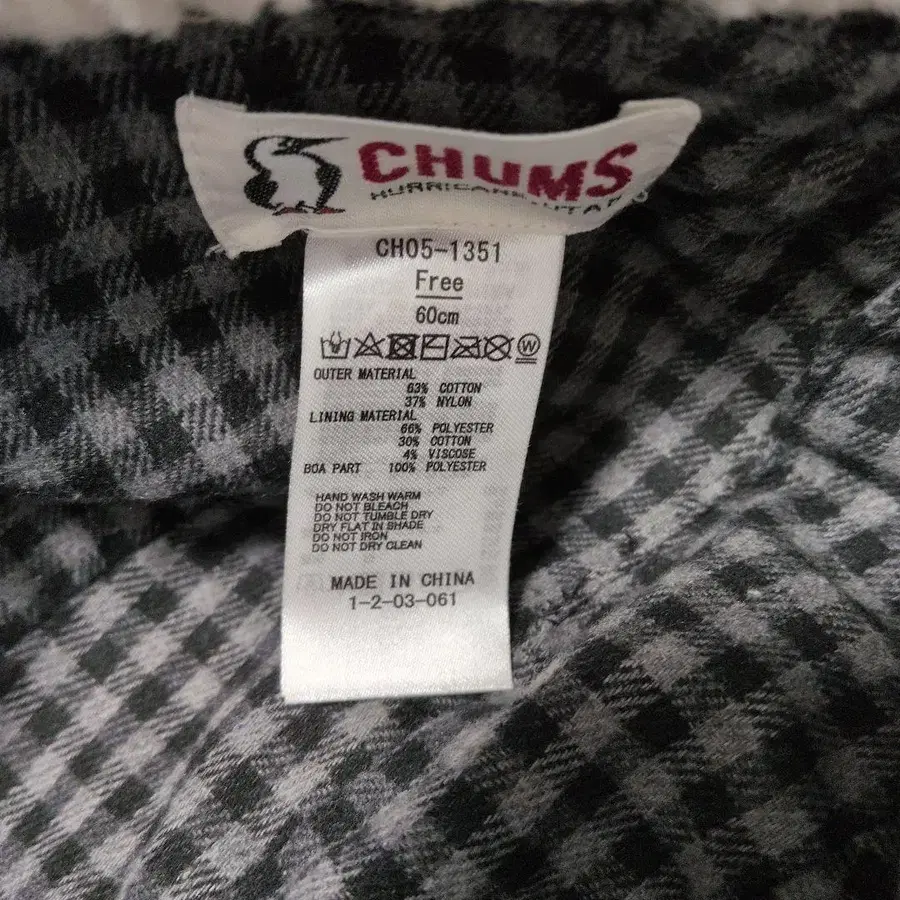 CHUMS
HURRICANE, UTAH
CH05-1351
Free
60cm
W
OUTER MATERIAL
63% COTTON
37% NYLON
LINING MATERIAL
66% POLYESTER
30% COTTON
4% VISCOSE
BOA PART 100% POLYESTER
HAND WASH WARM
DO NOT BLEACH
DO NOT TUMBLE DRY
DRY FLAT IN SHADE
DO NOT IRON
DO NOT DRY CLEAN
MADE IN CHINA
1-2-03-061